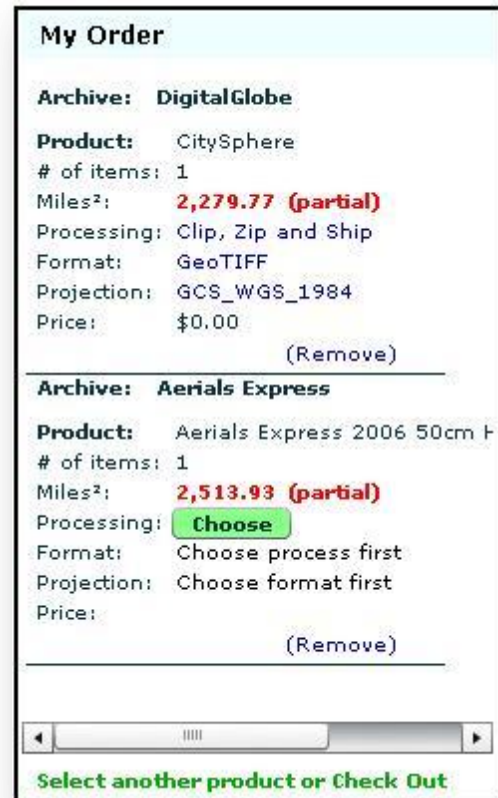 My Order
Archive: DigitalGlobe
Product: CitySphere
# of items: 1
Miles²: 2,279.77 (partial)
Processing: Clip, Zip and Ship
Format: GeoTIFF
Projection: GCS_WGS_1984
Price: $0.00
(Remove)
Archive: Aerials Express
Product: Aerials Express 2006 50cm
# of items: 1
Miles²: 2,513.93 (partial)
Processing: Choose
Format: Choose process first
Projection: Choose format first
Price:
(Remove)
Select another product or Check Out